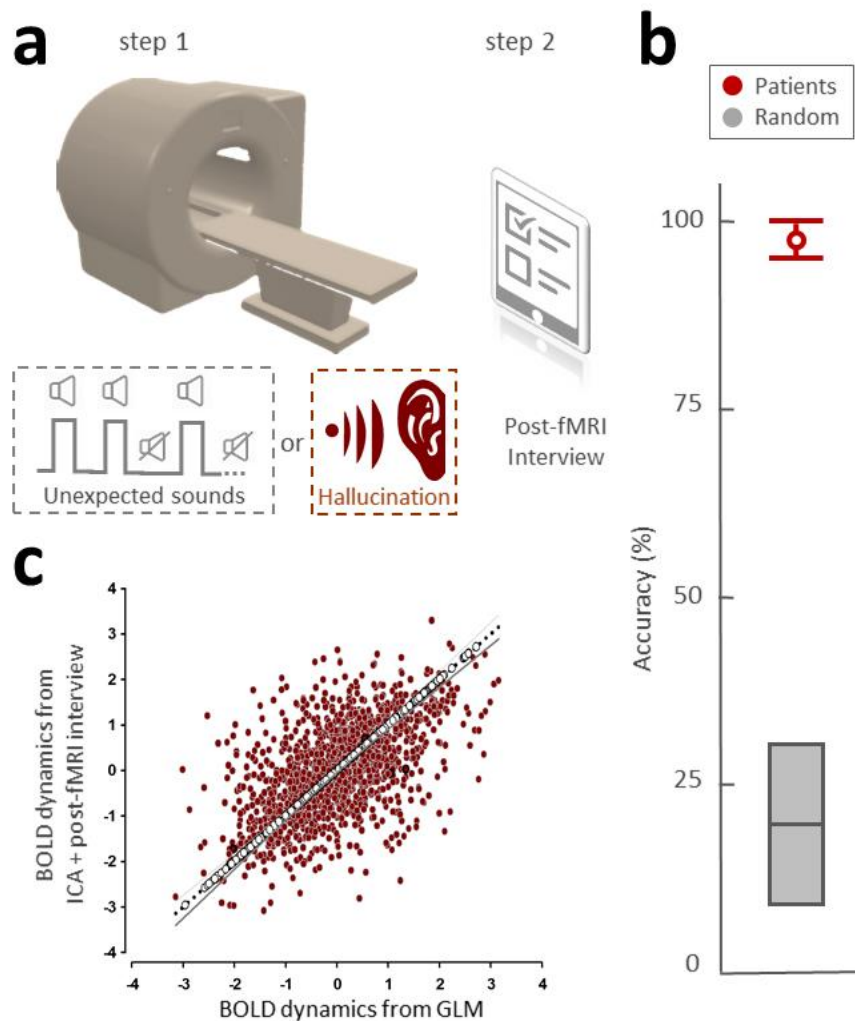 a
step 1
step 2
Unexpected sounds
or
Hallucination
Post-fMRI
Interview
b
Patients
Random
100
75
50
25
0
Accuracy (%)
c
4
3
2
1
0
-1
-2
-3
-4
BOLD dynamics from
ICA + post-fMRI interview
-4 -3 -2 -1 0 1 2 3 4
BOLD dynamics from GLM